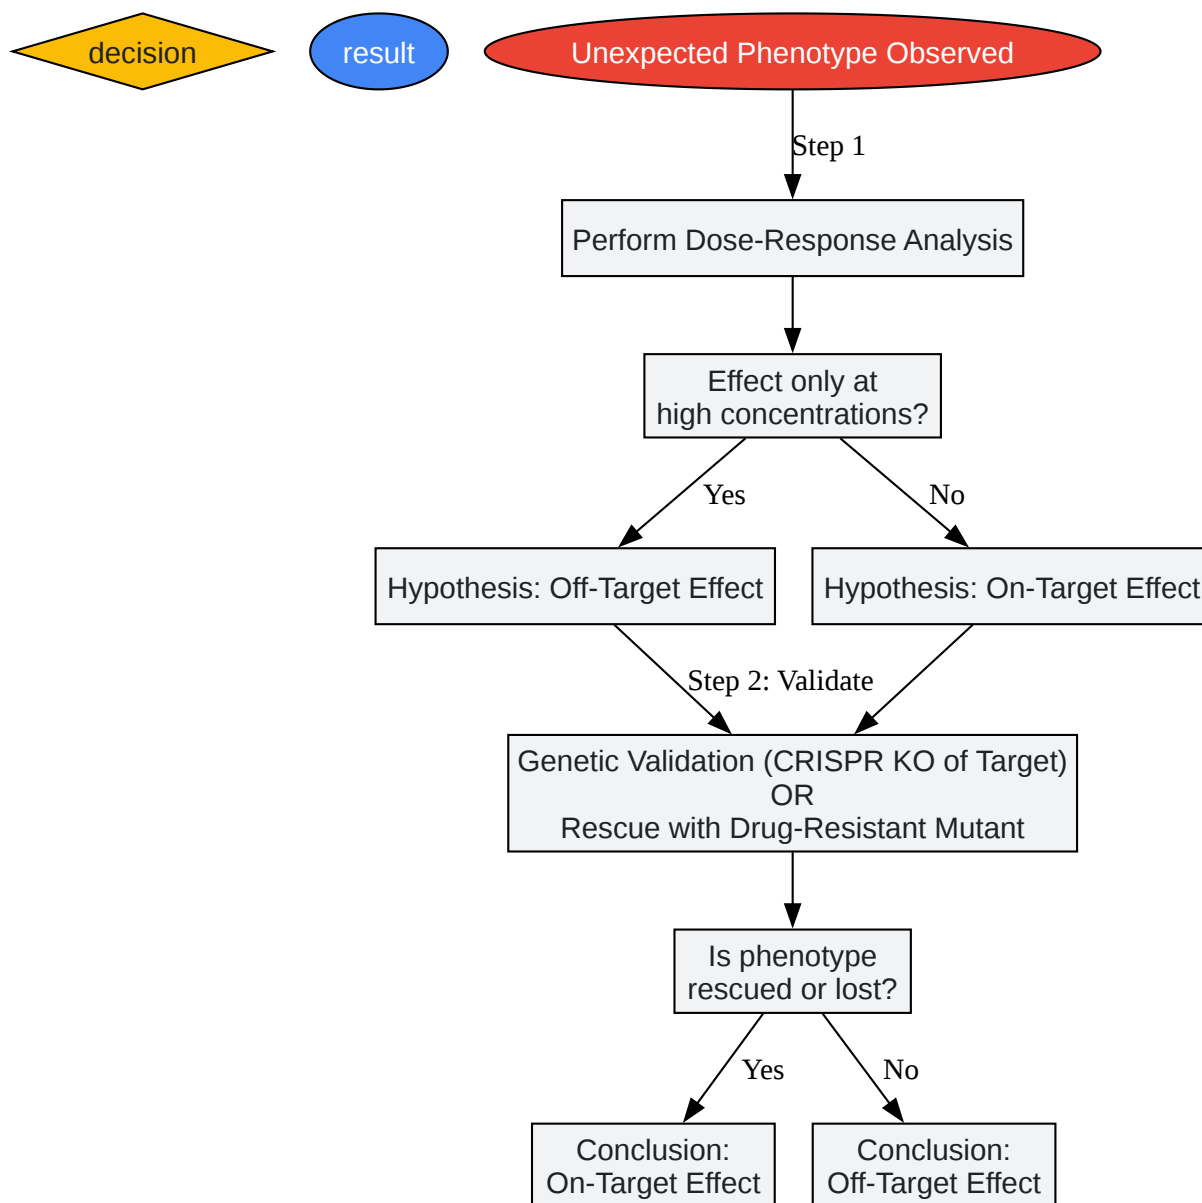 decision
result
Unexpected Phenotype Observed
Step 1
Perform Dose-Response Analysis
Effect only at
high concentrations?
Yes
No
Hypothesis: Off-Target Effect
Hypothesis: On-Target Effect
Step 2: Validate
Genetic Validation (CRISPR KO of Target)
OR
Rescue with Drug-Resistant Mutant
Is phenotype
rescued or lost?
Yes
No
Conclusion:
On-Target Effect
Conclusion:
Off-Target Effect